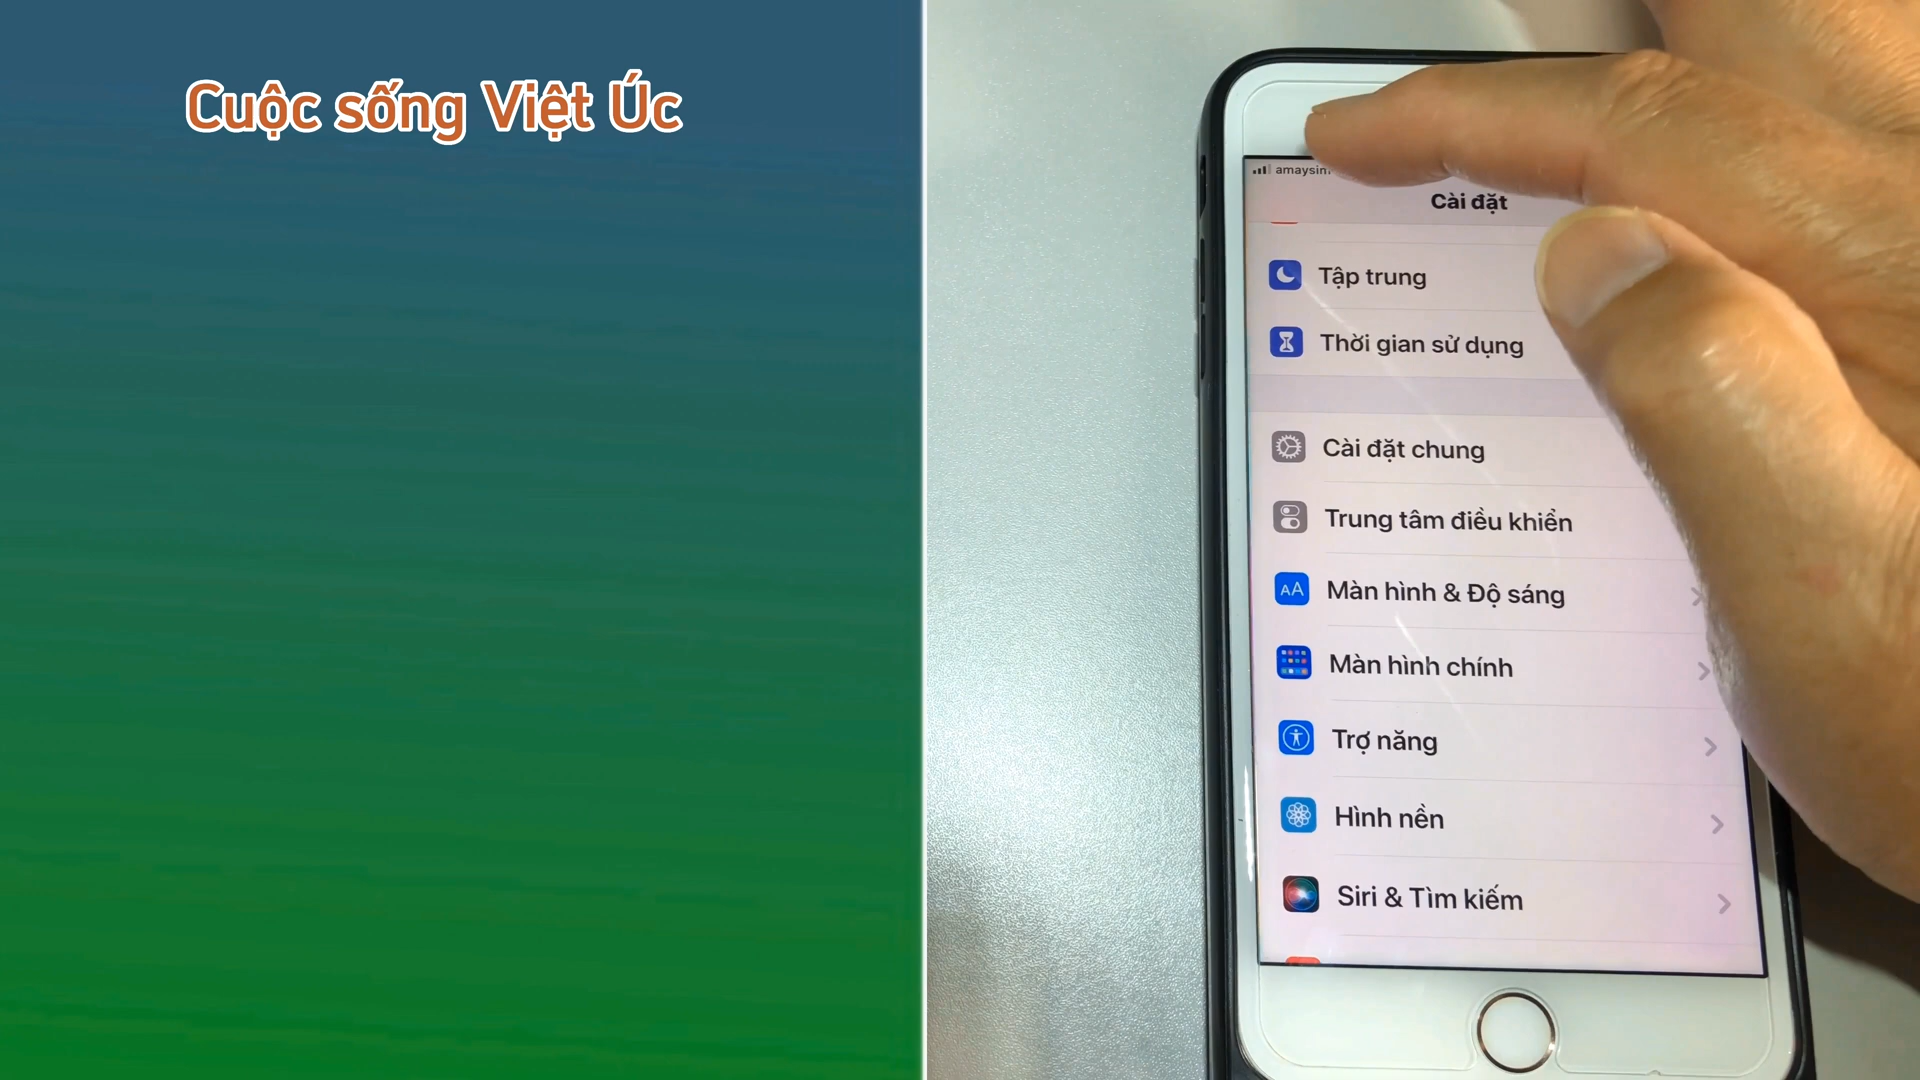 Cuộc sống Việt Úc
Cài đặt
Tập trung
Thời gian sử dụng
Cài đặt chung
Trung tâm điều khiển
AA
Màn hình & Độ sáng
Màn hình chính
Trợ năng
Hình nền
Siri & Tìm kiếm